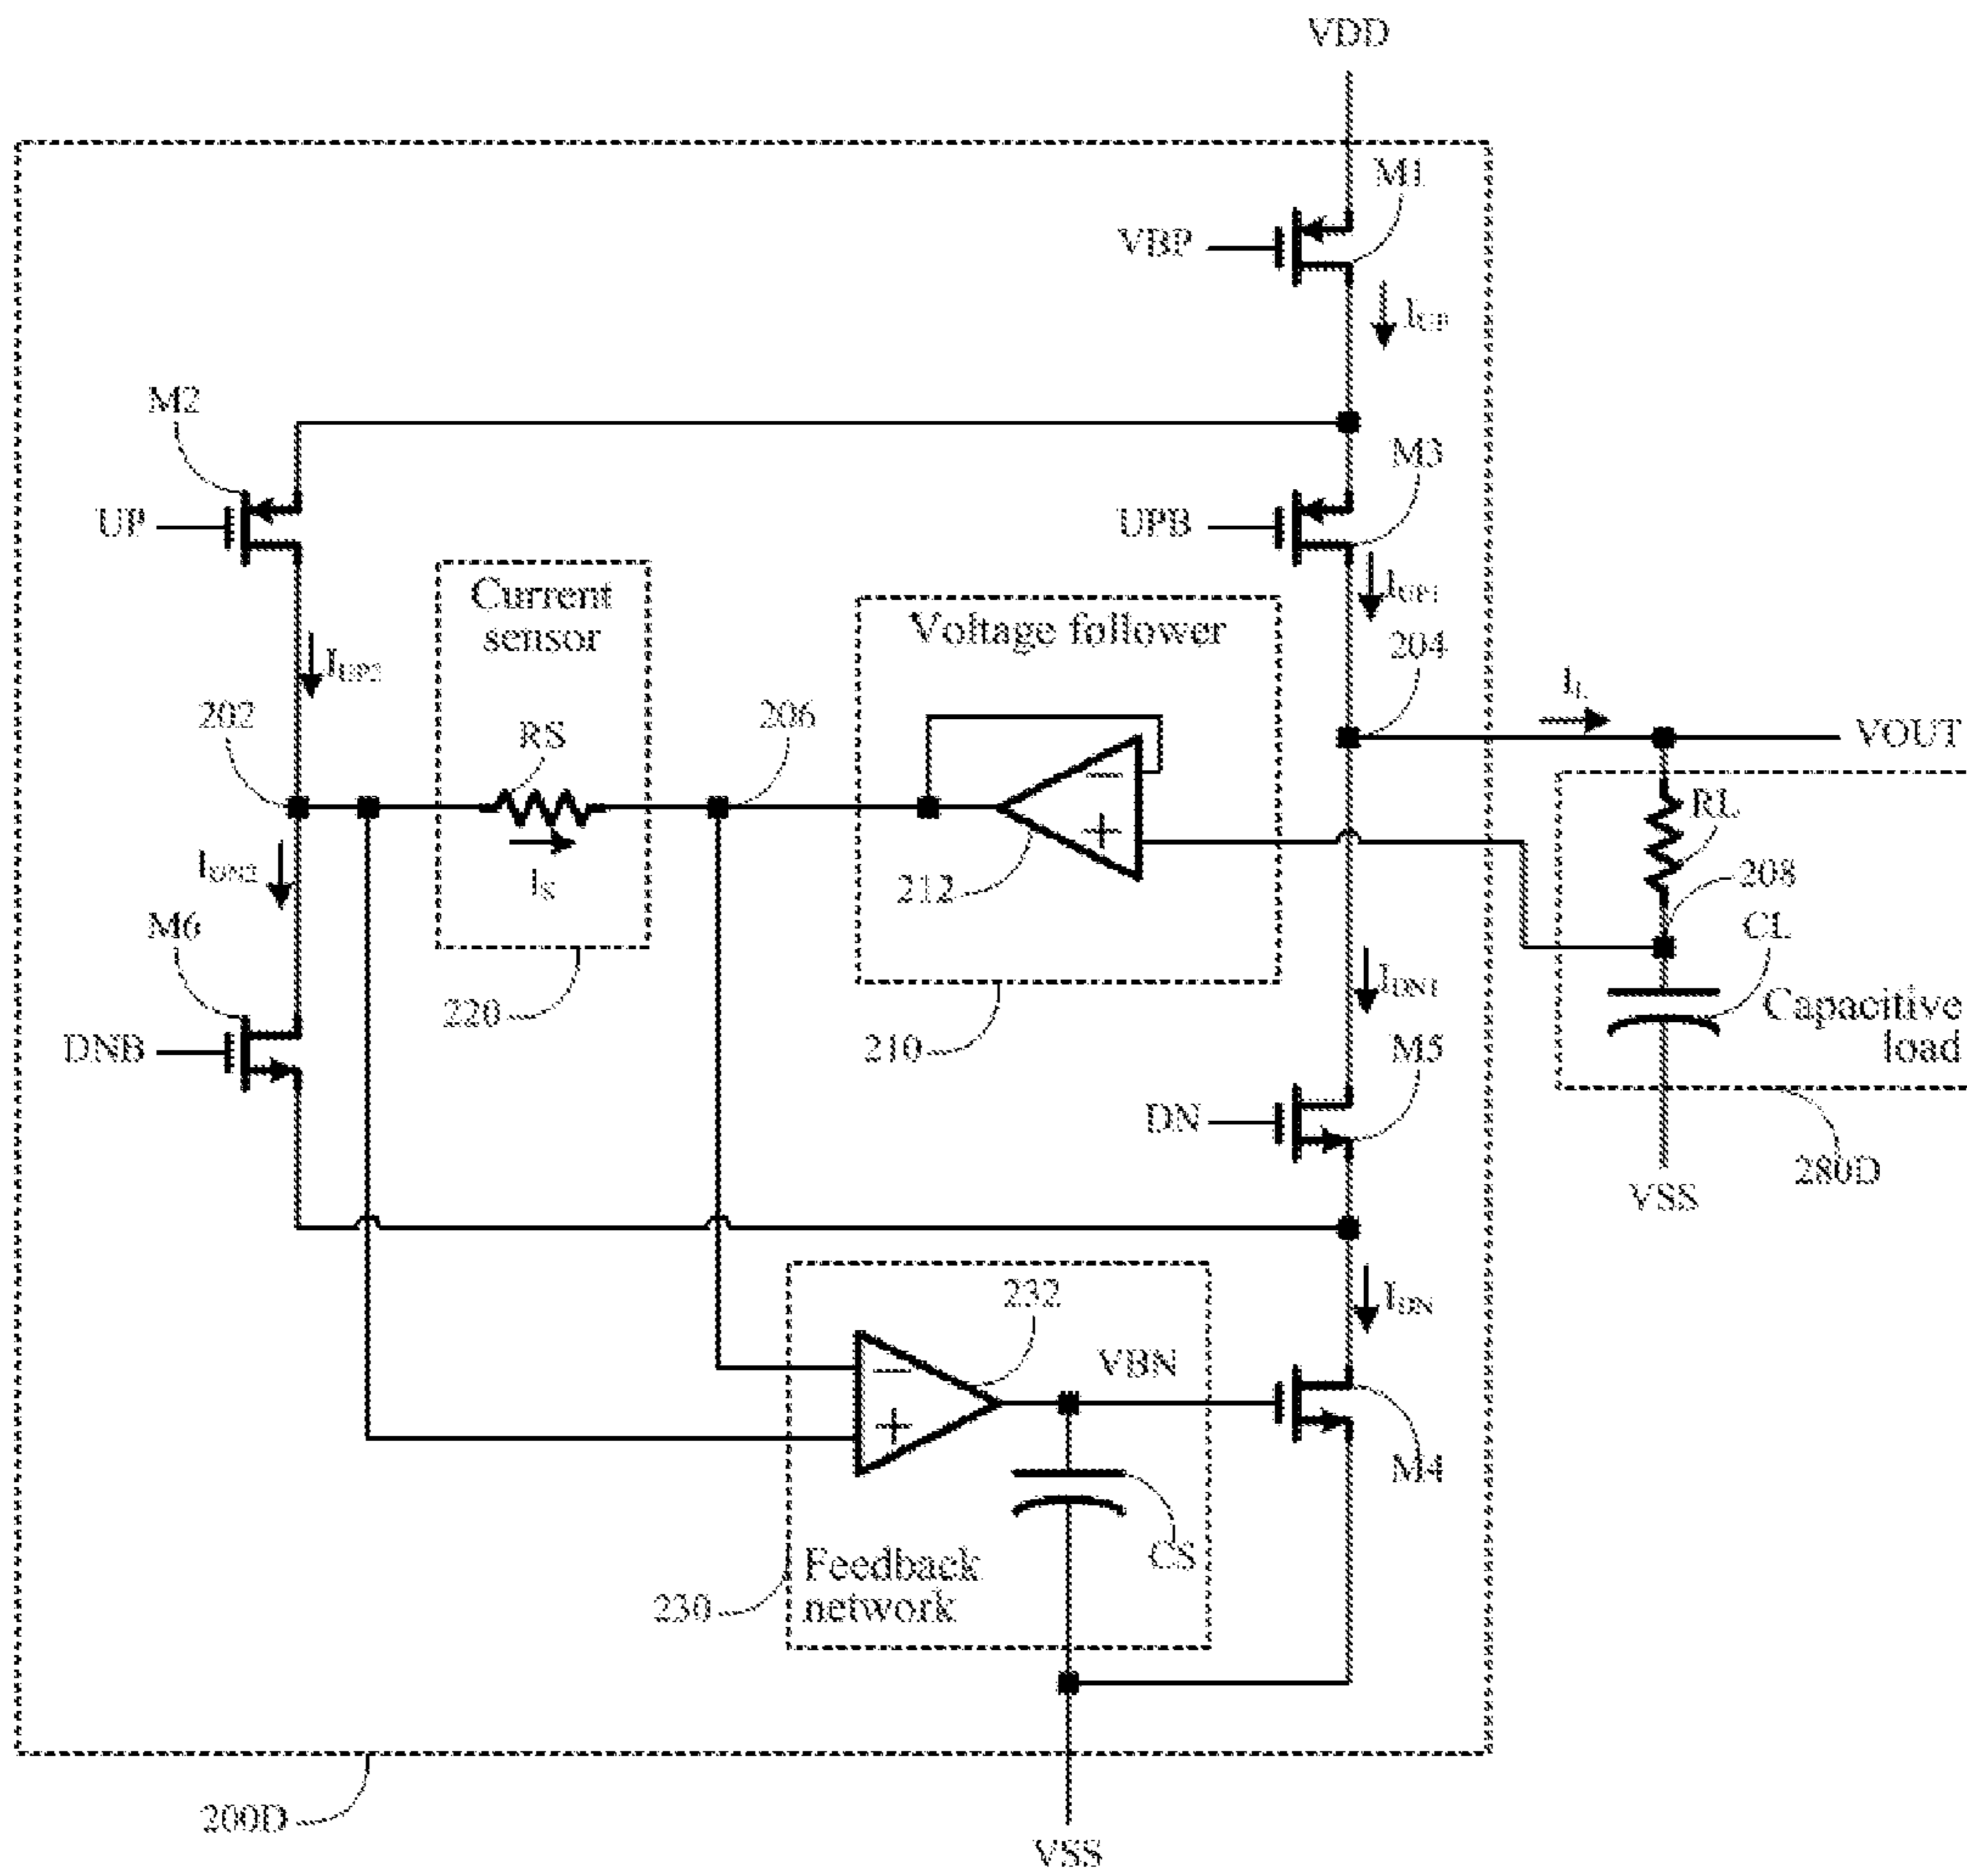 VDD
M1
VBP
IUP
M2
M3
UP
UPB
Current
sensor
IUP1
Voltage follower
IUP2
204
IL
202
RS
206
VOUT
RL
IDN2
IS
212
208
M6
CL
220
210
IDN1
Capacitive
load
DNB
M5
DN
280D
VSS
232
IDN
VBN
M4
CS
Feedback
network
230
200D
VSS